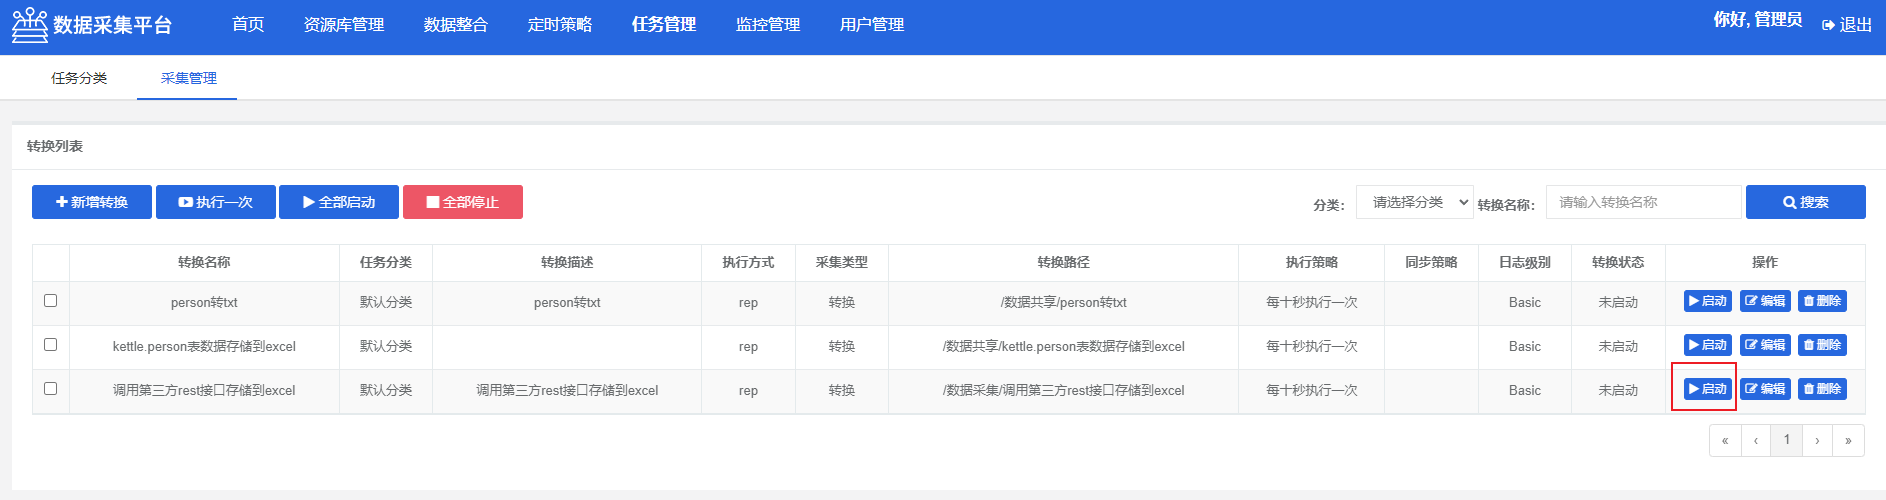 数据采集平台 首页 资源库管理 数据整合 定时策略 任务管理 监控管理 用户管理 你好, 管理员 退出
任务分类 采集管理
转换列表
新增转换 执行一次 全部启动 全部停止 分类： 请选择分类 转换名称： 请输入转换名称 搜索
转换名称 任务分类 转换描述 执行方式 采集类型 转换路径 执行策略 同步策略 日志级别 转换状态 操作
person转txt 默认分类 person转txt rep 转换 /数据共享/person转txt 每十秒执行一次 Basic 未启动 启动 编辑 删除
kettle.person表数据存储到excel 默认分类 rep 转换 /数据共享/kettle.person表数据存储到excel 每十秒执行一次 Basic 未启动 启动 编辑 删除
调用第三方rest接口存储到excel 默认分类 调用第三方rest接口存储到excel rep 转换 /数据采集/调用第三方rest接口存储到excel 每十秒执行一次 Basic 未启动 启动 编辑 删除
« ‹ 1 › »